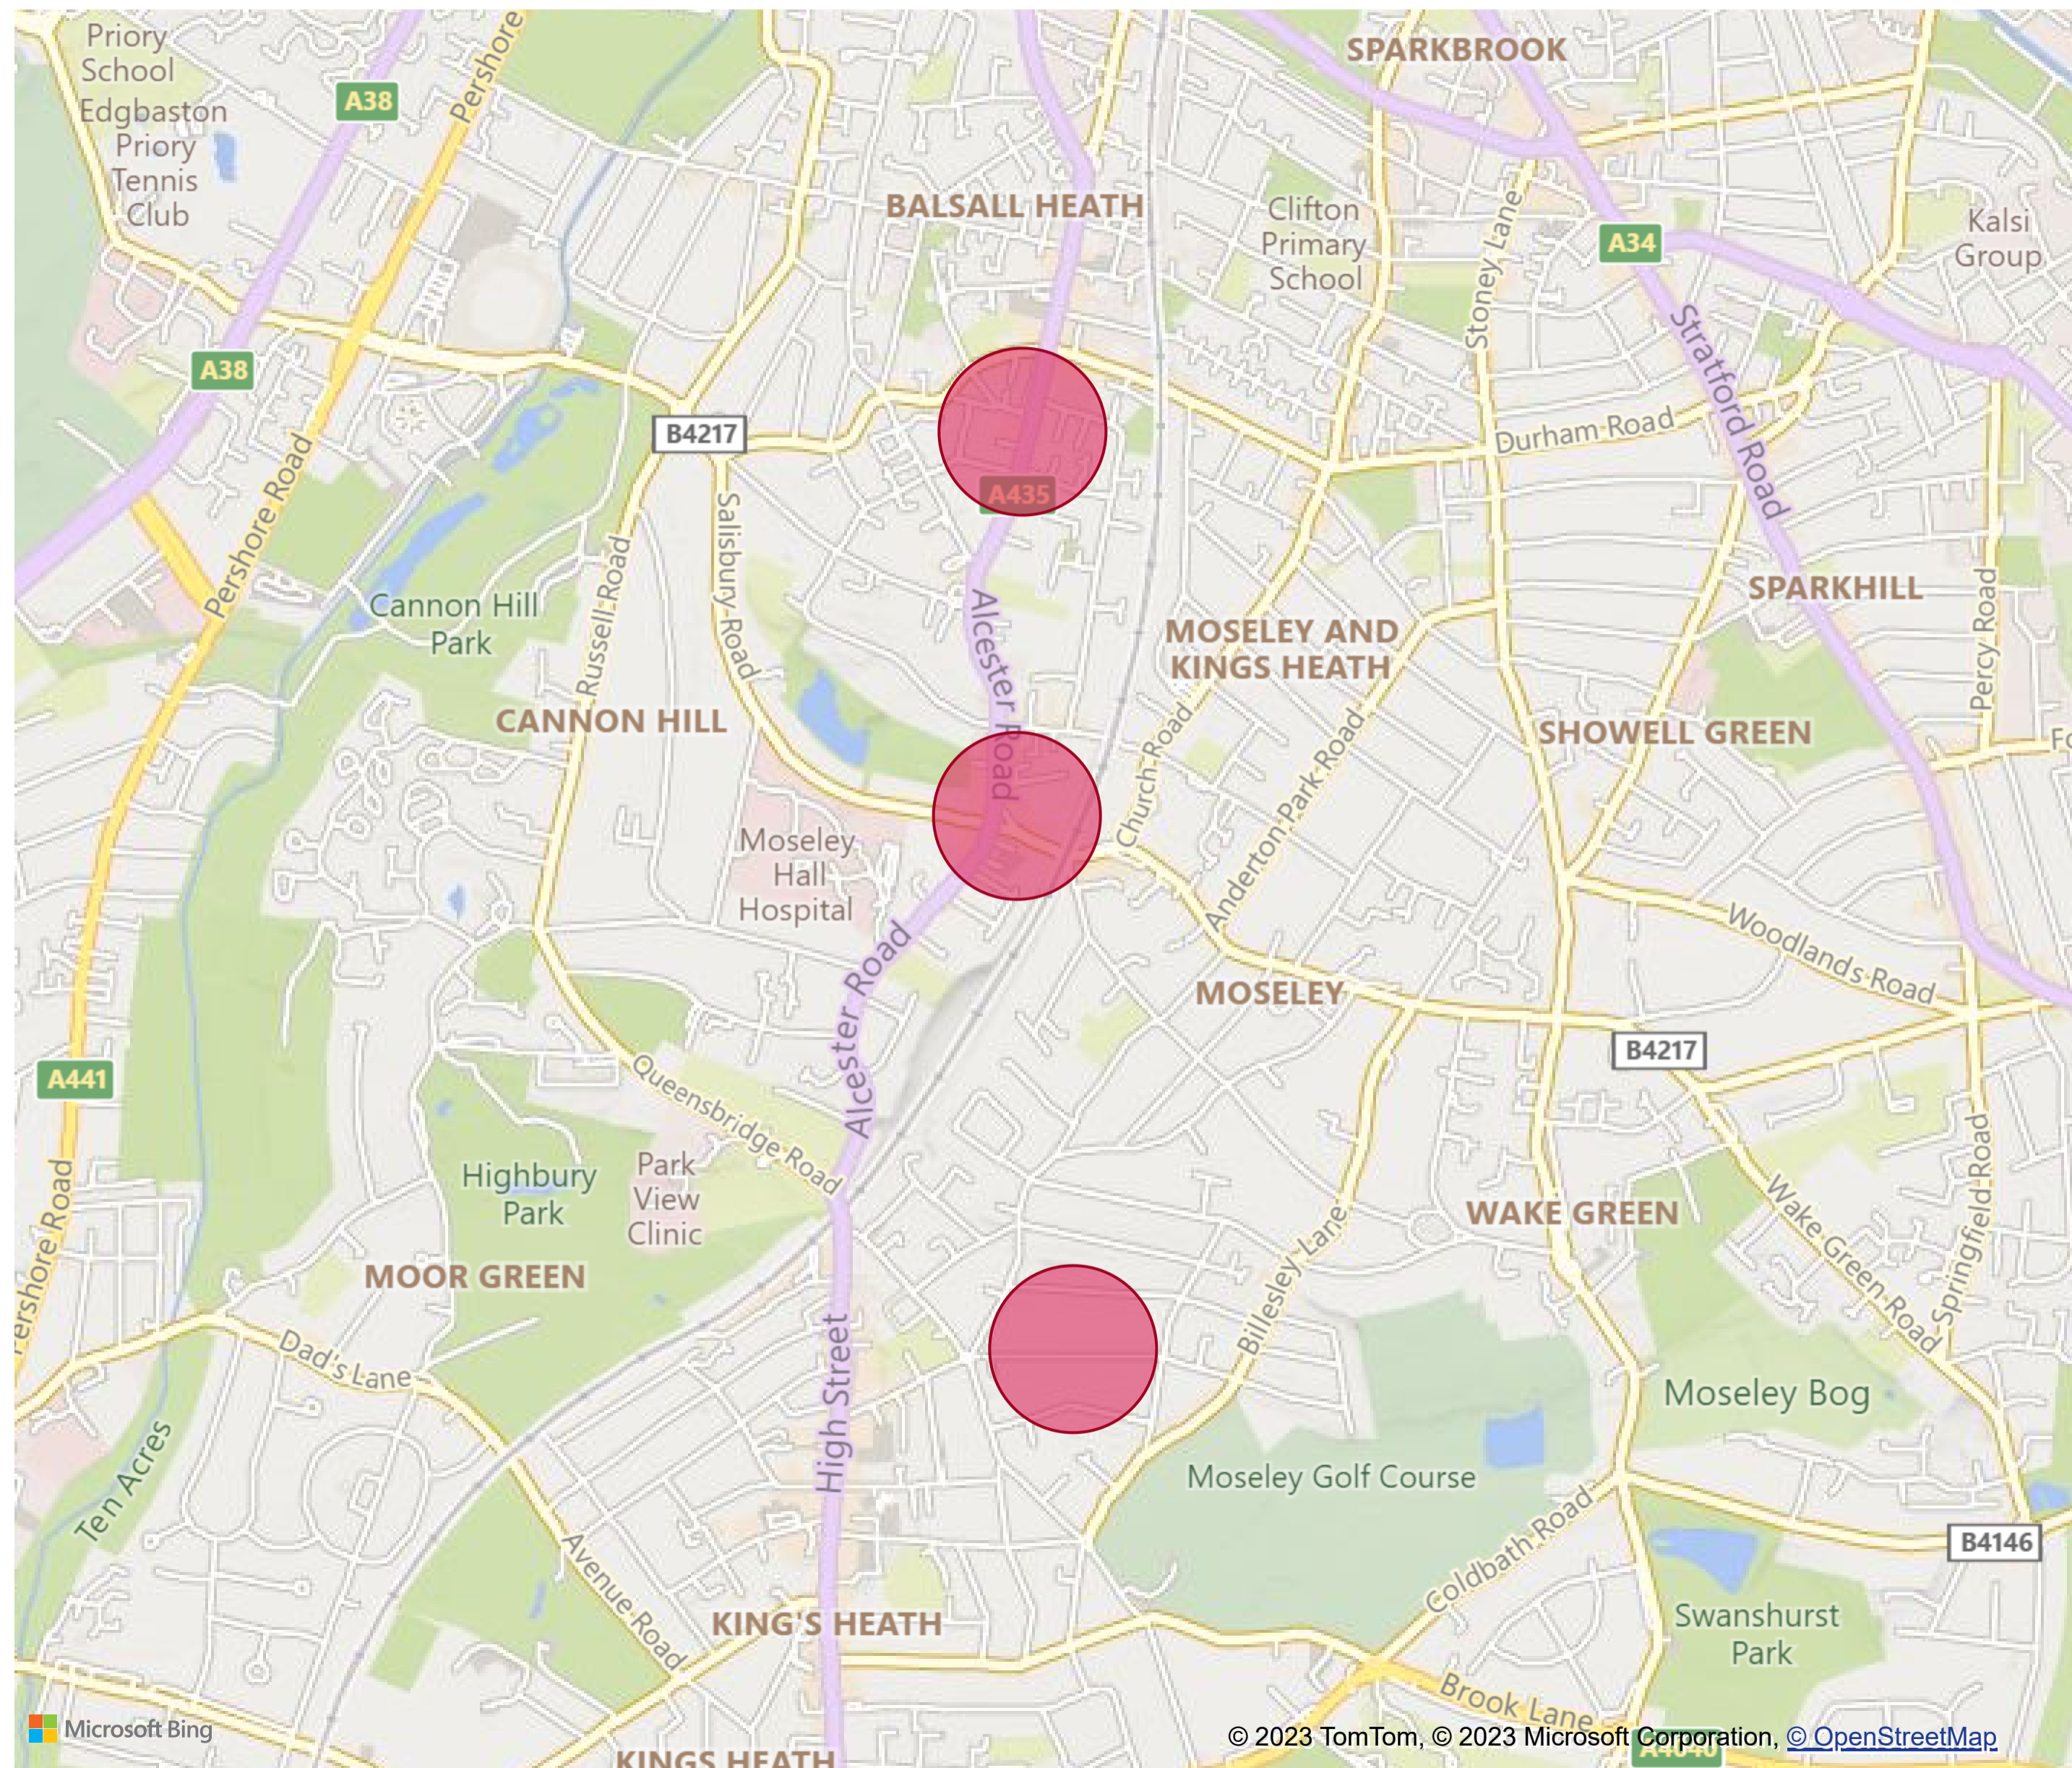 Priory
School
SPARKBROOK
A38
Pershore
Edgbaston
Priory
Tennis
Club
BALSALL HEATH
Clifton
Primary
School
Stoney Lane
A34
Kalsi
Group
A38
Stratford Road
B4217
Durham Road
A435
Pershore Road
Salisbury Road
Russell Road
Cannon Hill
Park
Alcester Road
MOSELEY AND
KINGS HEATH
SPARKHILL
Percy Road
CANNON HILL
SHOWELL GREEN
Fo
Church Road
Anderton Park Road
Moseley
Hall
Hospital
Woodlands Road
Alcester Road
MOSELEY
B4217
A441
Queensbridge Road
Highbury
Park
Park
View
Clinic
Pershore Road
WAKE GREEN
Wake Green Road
Springfield Road
Billesley Lane
MOOR GREEN
Dad's Lane
High Street
Moseley Bog
Ten Acres
Moseley Golf Course
Coldbath Road
B4146
Avenue Road
KING'S HEATH
Swanshurst
Park
Brook Lane
Microsoft Bing
KINGS HEATH
© 2023 TomTom, © 2023 Microsoft Corporation, © OpenStreetMap
A4040